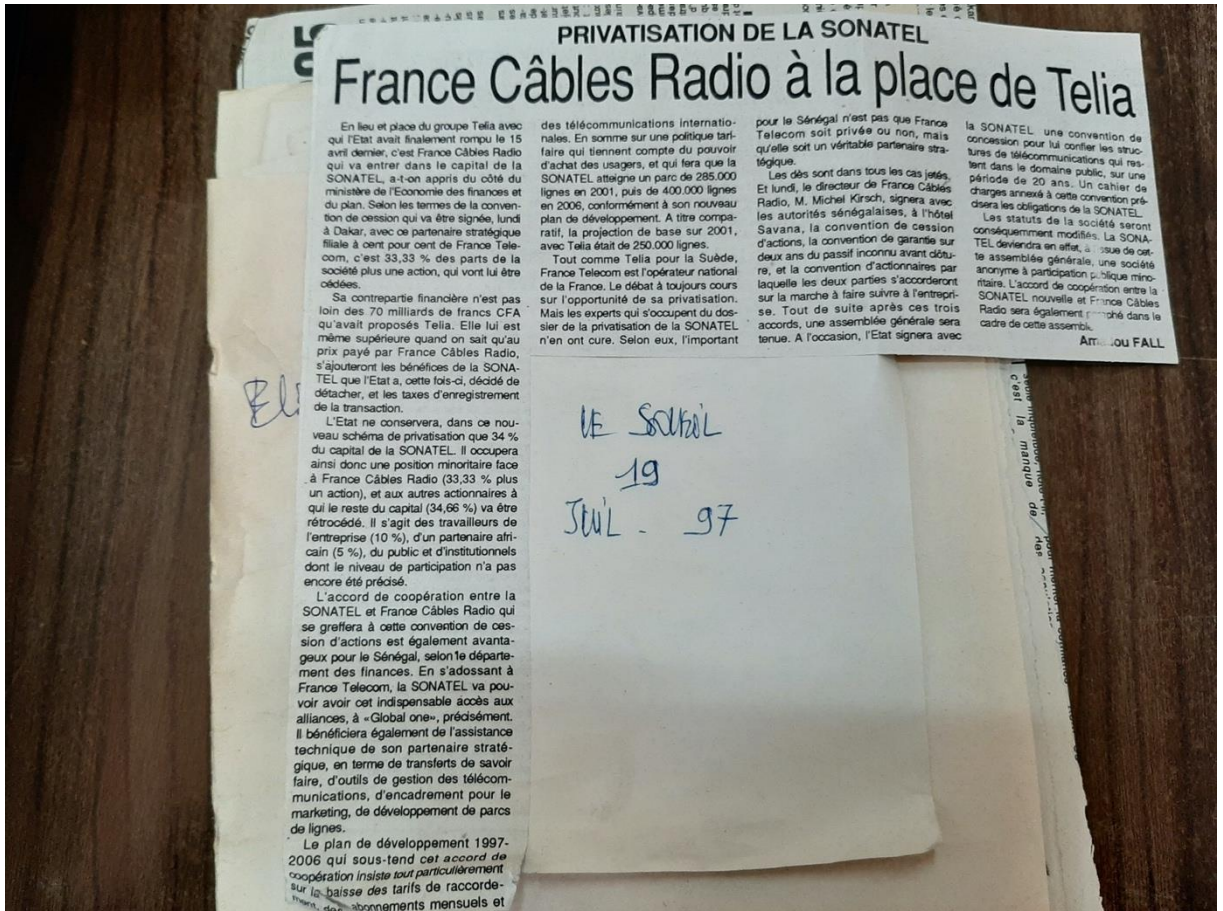 PRIVATISATION DE LA SONATEL
France Câbles Radio à la place de Telia
En lieu et place du groupe Telia avec
qui l'Etat avait finalement rompu le 15
avril dernier, c'est France Câbles Radio
qui va entrer dans le capital de la
SONATEL, a-t-on appris du côté du
ministère de l'Economie des finances et
du plan. Selon les termes de la conven-
tion de cession qui va être signée, lundi
à Dakar, avec ce partenaire stratégique
filiale à cent pour cent de France Tele-
com, c'est 33,33 % des parts de la
société plus une action, qui vont lui être
cédées.
Sa contrepartie financière n'est pas
loin des 70 milliards de francs CFA
qu'avait proposés Telia. Elle lui est
même supérieure quand on sait qu'au
prix payé par France Câbles Radio,
s'ajouteront les bénéfices de la SONA-
TEL que l'Etat a, cette fois-ci, décidé de
détacher, et les taxes d'enregistrement
de la transaction.
L'Etat ne conservera, dans ce nou-
veau schéma de privatisation que 34 %
du capital de la SONATEL. Il occupera
ainsi donc une position minoritaire face
à France Câbles Radio (33,33 % plus
un action), et aux autres actionnaires à
qui le reste du capital (34,66 %) va être
rétrocédé. Il s'agit des travailleurs de
l'entreprise (10 %), d'un partenaire afri-
cain (5 %), du public et d'institutionnels
dont le niveau de participation n'a pas
encore été précisé.
L'accord de coopération entre la
SONATEL et France Câbles Radio qui
se greffera à cette convention de ces-
sion d'actions est également avanta-
geux pour le Sénégal, selon le départe-
ment des finances. En s'adossant à
France Telecom, la SONATEL va pou-
voir avoir cet indispensable accès aux
alliances, à «Global one», précisément.
Il bénéficiera également de l'assistance
technique de son partenaire straté-
gique, en terme de transferts de savoir
faire, d'outils de gestion des télécom-
munications, d'encadrement pour le
marketing, de développement de parcs
de lignes.
Le plan de développement 1997-
2006 qui sous-tend cet accord de
coopération insiste tout particulièrement
sur la baisse des tarifs de raccorde-
abonnements mensuels et
des télécommunications internatio-
nales. En somme sur une politique tari-
faire qui tiennent compte du pouvoir
d'achat des usagers, et qui fera que la
SONATEL atteigne un parc de 285.000
lignes en 2001, puis de 400.000 lignes
en 2006, conformément à son nouveau
plan de développement. A titre compa-
ratif, la projection de base sur 2001,
avec Telia était de 250.000 lignes.
Tout comme Telia pour la Suède,
France Telecom est l'opérateur national
de la France. Le débat à toujours cours
sur l'opportunité de sa privatisation.
Mais les experts qui s'occupent du dos-
sier de la privatisation de la SONATEL
n'en ont cure. Selon eux, l'important
pour le Sénégal n'est pas que France
Telecom soit privée ou non, mais
qu'elle soit un véritable partenaire stra-
tégique.
Les dès sont dans tous les cas jetés.
Et lundi, le directeur de France Câbles
Radio, M. Michel Kirsch, signera avec
les autorités sénégalaises, à l'hôtel
Savana, la convention de cession
d'actions, la convention de garantie sur
deux ans du passif inconnu avant clôtu-
re, et la convention d'actionnaires par
laquelle les deux parties s'accorderont
sur la marche à faire suivre à l'entrepri-
se. Tout de suite après ces trois
accords, une assemblée générale sera
tenue. A l'occasion, l'Etat signera avec
la SONATEL une convention de
concession pour lui confier les struc-
tures de télécommunications qui res-
tent dans le domaine public, sur une
période de 20 ans. Un cahier de
charges annexé à cette convention pré-
cisera les obligations de la SONATEL.
Les statuts de la société seront
conséquemment modifiés. La SONA-
TEL deviendra en effet, à issue de cet-
te assemblée générale, une société
anonyme à participation publique mino-
ritaire. L'accord de coopération entre la
SONATEL nouvelle et France Câbles
Radio sera également dans le
cadre de cette
FALL
LE SOLEIL
19
JUIL - 97
c'est la manque de des